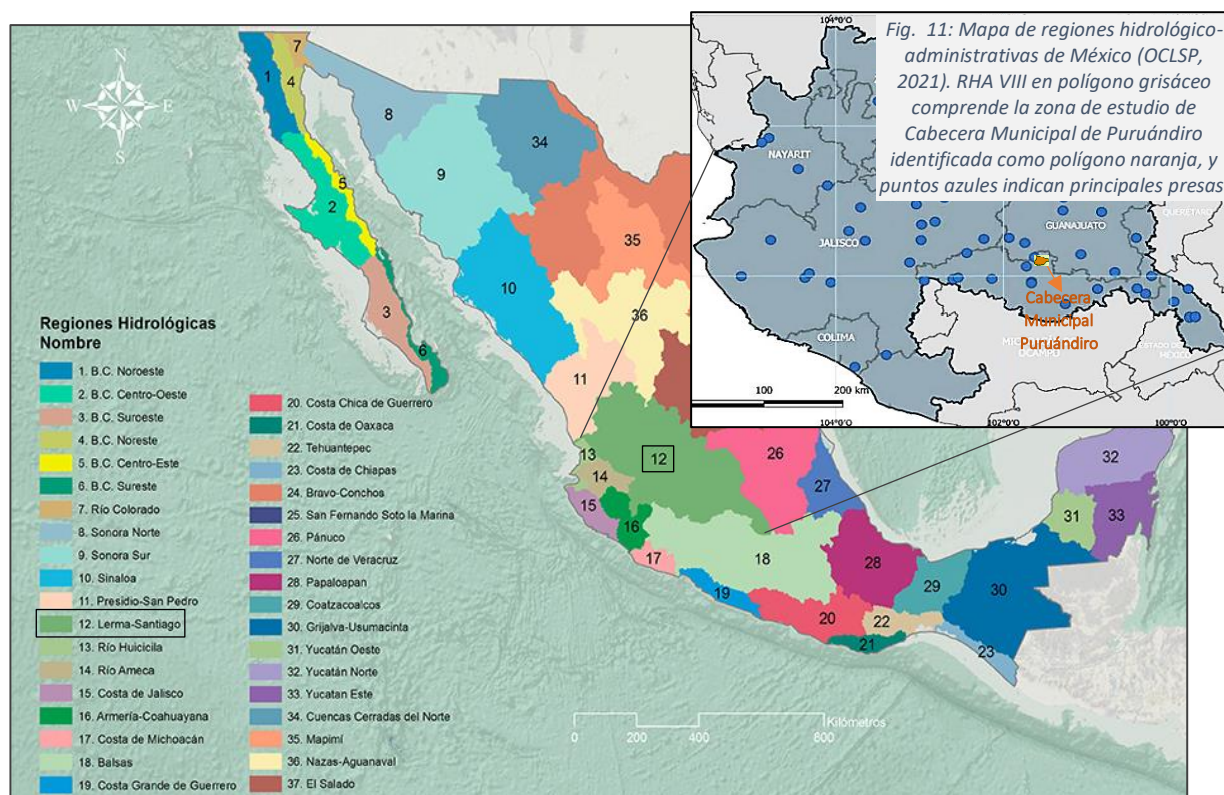 Fig. 11: Mapa de regiones hidrológico-
administrativas de México (OCLSP,
2021). RHA VIII en polígono grisáceo
comprende la zona de estudio de
Cabecera Municipal de Puruándiro
identificada como polígono naranja, y
puntos azules indican principales presas
104°0'0
NAYARIT
GUANAJUATO
QUERÉTARO
JALISCO
Cabecera
Municipal
Puruándiro
COLIMA
OCAMPO
MÉXICO
100
200 km
104°0'0
102°0'0
100°0'0
N
W
E
S
1
7
4
8
34
9
5
2
35
10
3
36
6
11
13
12
14
26
27
32
15
16
31
33
17
18
28
29
30
19
20
22
21
23
Regiones Hidrológicas
Nombre
1. B.C. Noroeste
2. B.C. Centro-Oeste
3. B.C. Suroeste
4. B.C. Noreste
5. B.C. Centro-Este
6. B.C. Sureste
7. Río Colorado
8. Sonora Norte
9. Sonora Sur
10. Sinaloa
11. Presidio-San Pedro
12. Lerma-Santiago
13. Río Huicicila
14. Río Ameca
15. Costa de Jalisco
16. Armería-Coahuayana
17. Costa de Michoacán
18. Balsas
19. Costa Grande de Guerrero
20. Costa Chica de Guerrero
21. Costa de Oaxaca
22. Tehuantepec
23. Costa de Chiapas
24. Bravo-Conchos
25. San Fernando Soto la Marina
26. Pánuco
27. Norte de Veracruz
28. Papaloapan
29. Coatzacoalcos
30. Grijalva-Usumacinta
31. Yucatán Oeste
32. Yucatán Norte
33. Yucatan Este
34. Cuencas Cerradas del Norte
35. Mapimí
36. Nazas-Aguanaval
37. El Salado
Kilómetros
0 200 400 800